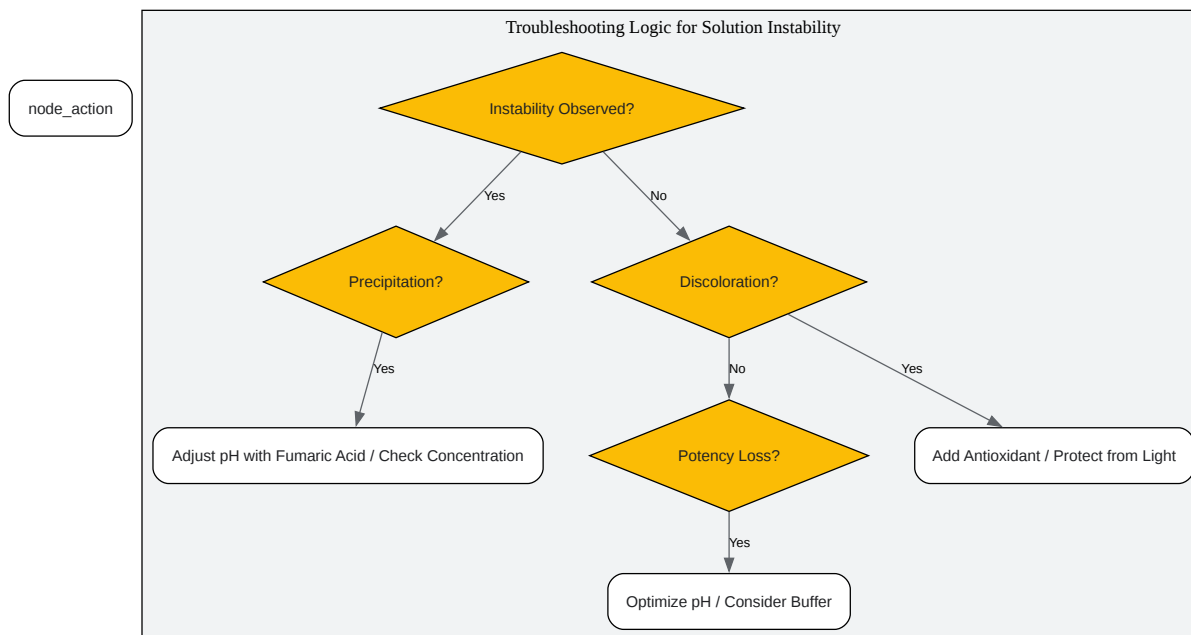 Troubleshooting Logic for Solution Instability
node_action
Instability Observed?
Yes
No
Precipitation?
Discoloration?
Yes
No
Yes
Adjust pH with Fumaric Acid / Check Concentration
Potency Loss?
Add Antioxidant / Protect from Light
Yes
Optimize pH / Consider Buffer